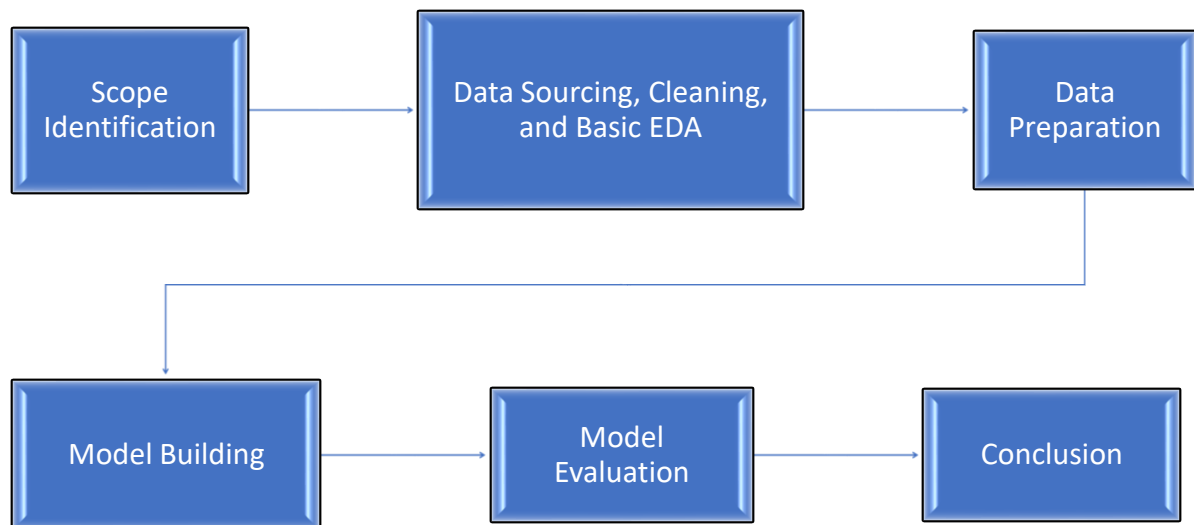 Scope
Identification
Data Sourcing, Cleaning,
and Basic EDA
Data
Preparation
Model Building
Model
Evaluation
Conclusion